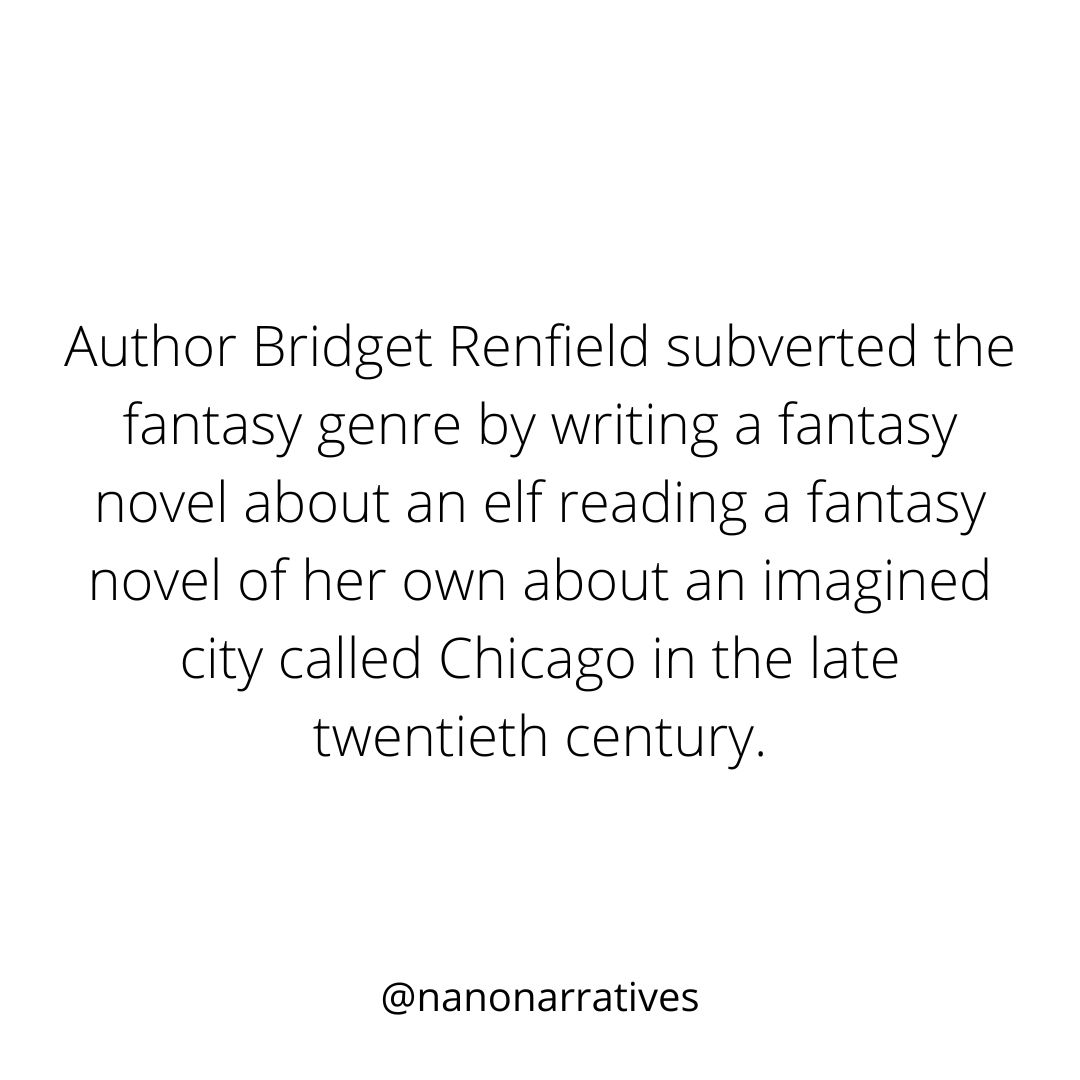 Author Bridget Renfield subverted the
fantasy genre by writing a fantasy
novel about an elf reading a fantasy
novel of her own about an imagined
city called Chicago in the late
twentieth century.
@nanonarratives